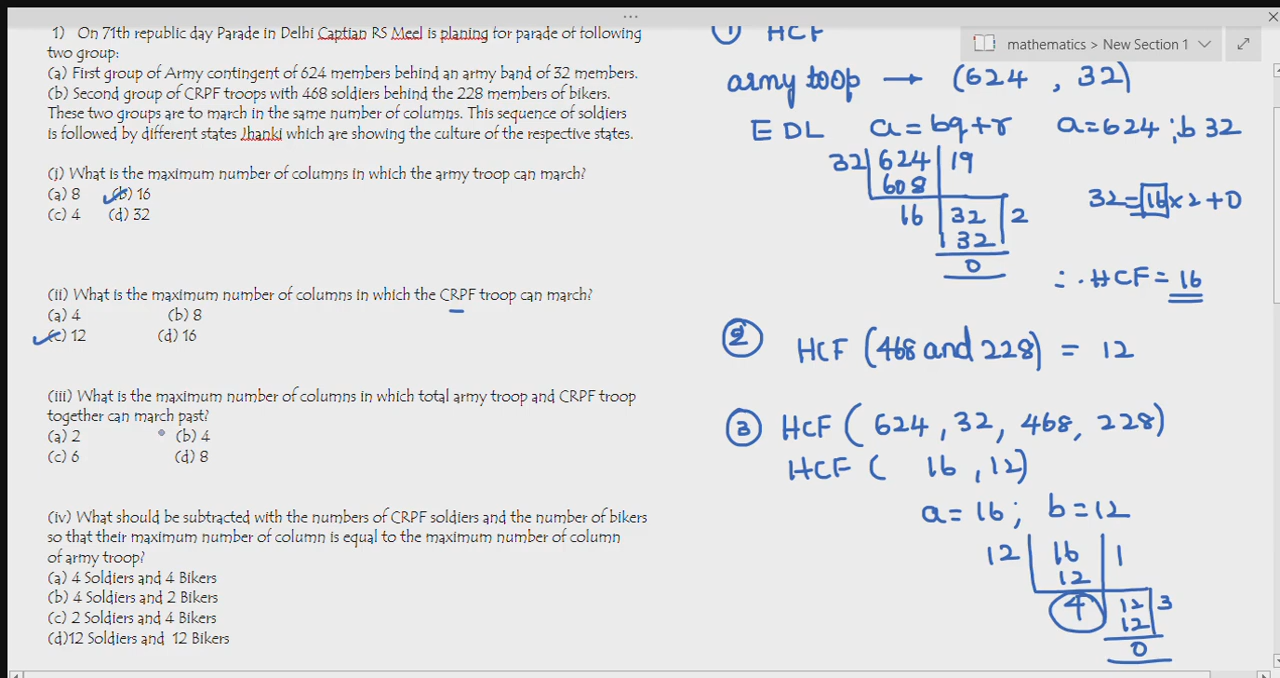 1) On 71th republic day Parade in Delhi Captian RS Meel is planing for parade of following
two group:
(a) First group of Army contingent of 624 members behind an army band of 32 members.
(b) Second group of CRPF troops with 468 soldiers behind the 228 members of bikers.
These two groups are to march in the same number of columns. This sequence of soldiers
is followed by different states Jhanki which are showing the culture of the respective states.
(i) What is the maximum number of columns in which the army troop can march?
(a) 8 (b) 16
(c) 4 (d) 32
(ii) What is the maximum number of columns in which the CRPF troop can march?
(a) 4 (b) 8
(c) 12 (d) 16
(iii) What is the maximum number of columns in which total army troop and CRPF troop
together can march past?
(a) 2 (b) 4
(c) 6 (d) 8
(iv) What should be subtracted with the numbers of CRPF soldiers and the number of bikers
so that their maximum number of column is equal to the maximum number of column
of army troop?
(a) 4 Soldiers and 4 Bikers
(b) 4 Soldiers and 2 Bikers
(c) 2 Soldiers and 4 Bikers
(d)12 Soldiers and 12 Bikers
mathematics > New Section 1
① HCF
army toop → (624 , 32)
EDL a = bq + r a = 624 ; b 32
32 624 19
608
16 32 2
32
0
32 = 16 × 2 + 0
∴ HCF = 16
② HCF (468 and 228) = 12
③ HCF ( 624 , 32, 468, 228)
HCF ( 16 , 12)
a = 16 ; b = 12
12 16 1
12
4 12 3
12
0